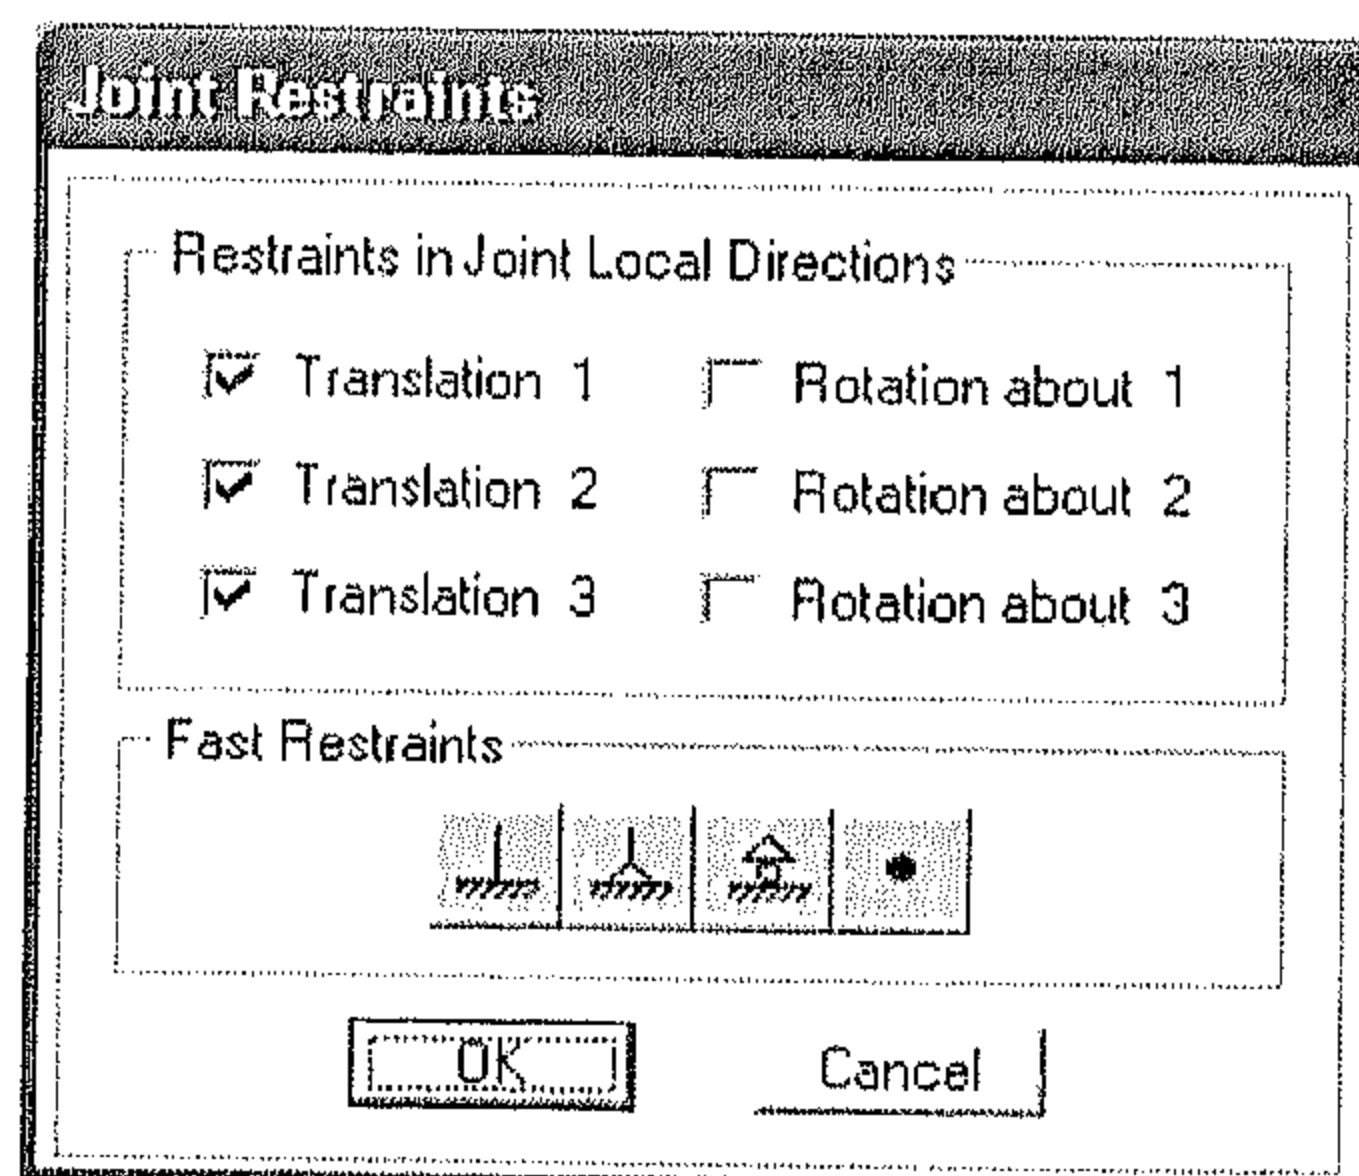 Joint Restraints
Restraints in Joint Local Directions
Translation 1 Rotation about 1
Translation 2 Rotation about 2
Translation 3 Rotation about 3
Fast Restraints
OK Cancel